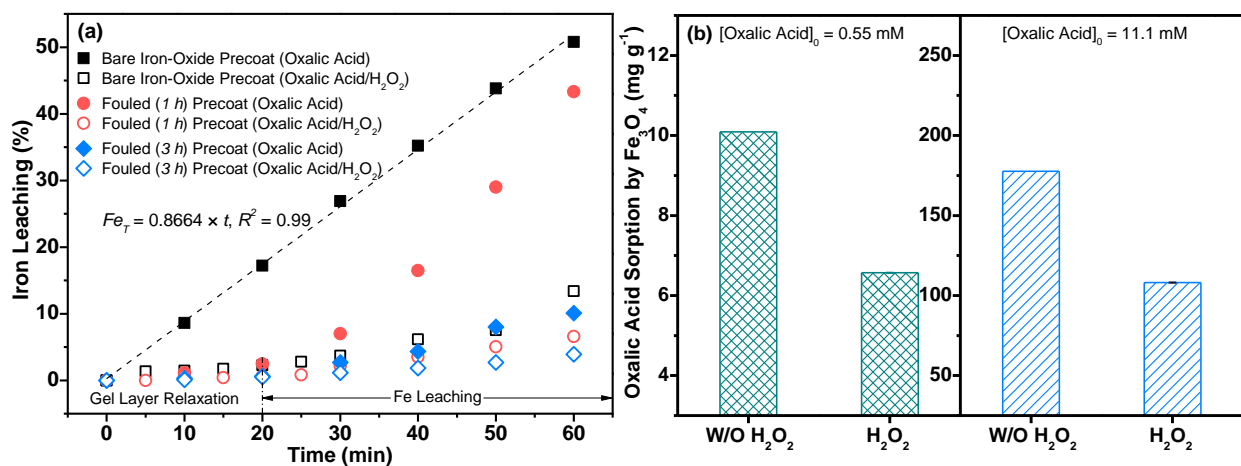 (a)
Iron Leaching (%)
50
40
30
20
10
0
Bare Iron-Oxide Precoat (Oxalic Acid)
Bare Iron-Oxide Precoat (Oxalic Acid/H₂O₂)
Fouled (1 h) Precoat (Oxalic Acid)
Fouled (1 h) Precoat (Oxalic Acid/H₂O₂)
Fouled (3 h) Precoat (Oxalic Acid)
Fouled (3 h) Precoat (Oxalic Acid/H₂O₂)
Fe_T = 0.8664 × t, R² = 0.99
Gel Layer Relaxation
Fe Leaching
0 10 20 30 40 50 60
Time (min)
(b)
Oxalic Acid Sorption by Fe₃O₄ (mg g⁻¹)
[Oxalic Acid]₀ = 0.55 mM
12
10
8
6
4
W/O H₂O₂ H₂O₂
[Oxalic Acid]₀ = 11.1 mM
250
200
150
100
50
W/O H₂O₂ H₂O₂